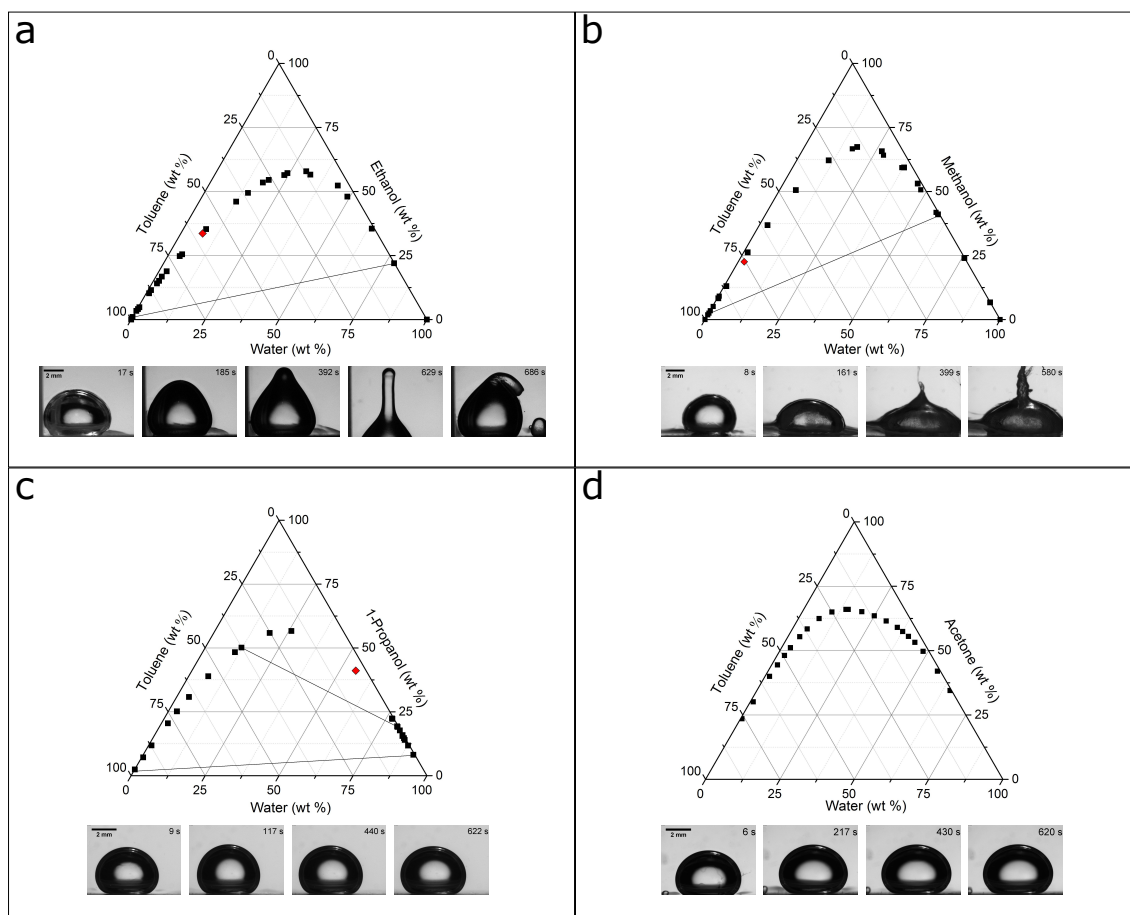 a
0
100
25
75
Toluene (wt %)
Ethanol (wt %)
50
50
75
25
100
0
0
25
50
75
100
Water (wt %)
2 mm
17 s
185 s
392 s
629 s
686 s
b
0
100
25
75
Toluene (wt %)
Methanol (wt %)
50
50
75
25
100
0
0
25
50
75
100
Water (wt %)
2 mm
8 s
161 s
399 s
580 s
c
0
100
25
75
Toluene (wt %)
1-Propanol (wt %)
50
50
75
25
100
0
0
25
50
75
100
Water (wt %)
2 mm
9 s
117 s
440 s
622 s
d
0
100
25
75
Toluene (wt %)
Acetone (wt %)
50
50
75
25
100
0
0
25
50
75
100
Water (wt %)
2 mm
6 s
217 s
430 s
620 s